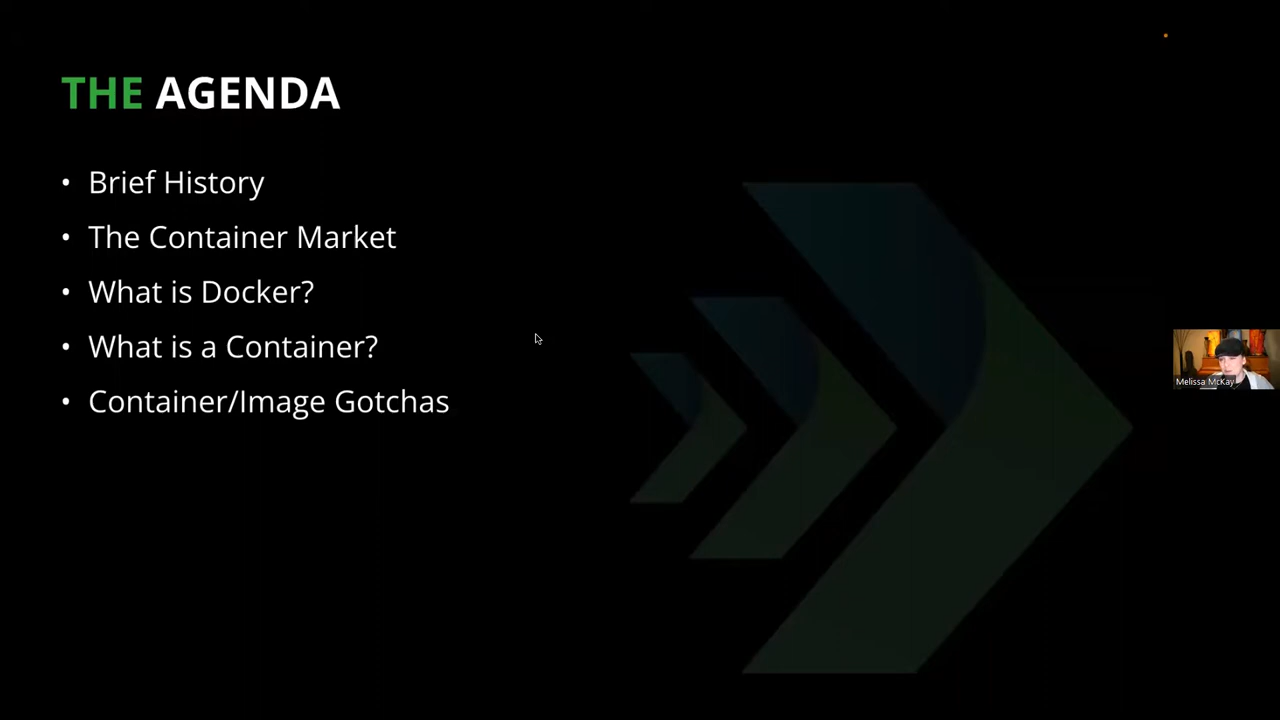 THE AGENDA
• Brief History
• The Container Market
• What is Docker?
• What is a Container?
• Container/Image Gotchas
Melissa McKay